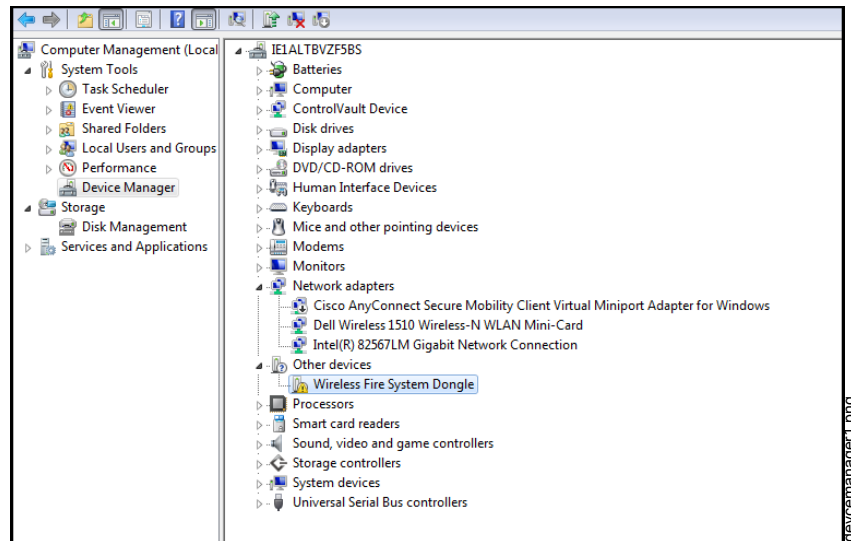 Computer Management (Local
System Tools
Task Scheduler
Event Viewer
Shared Folders
Local Users and Groups
Performance
Device Manager
Storage
Disk Management
Services and Applications
IE1ALTBVZF5BS
Batteries
Computer
ControlVault Device
Disk drives
Display adapters
DVD/CD-ROM drives
Human Interface Devices
Keyboards
Mice and other pointing devices
Modems
Monitors
Network adapters
Cisco AnyConnect Secure Mobility Client Virtual Miniport Adapter for Windows
Dell Wireless 1510 Wireless-N WLAN Mini-Card
Intel(R) 82567LM Gigabit Network Connection
Other devices
Wireless Fire System Dongle
Processors
Smart card readers
Sound, video and game controllers
Storage controllers
System devices
Universal Serial Bus controllers
devcemanager1.png